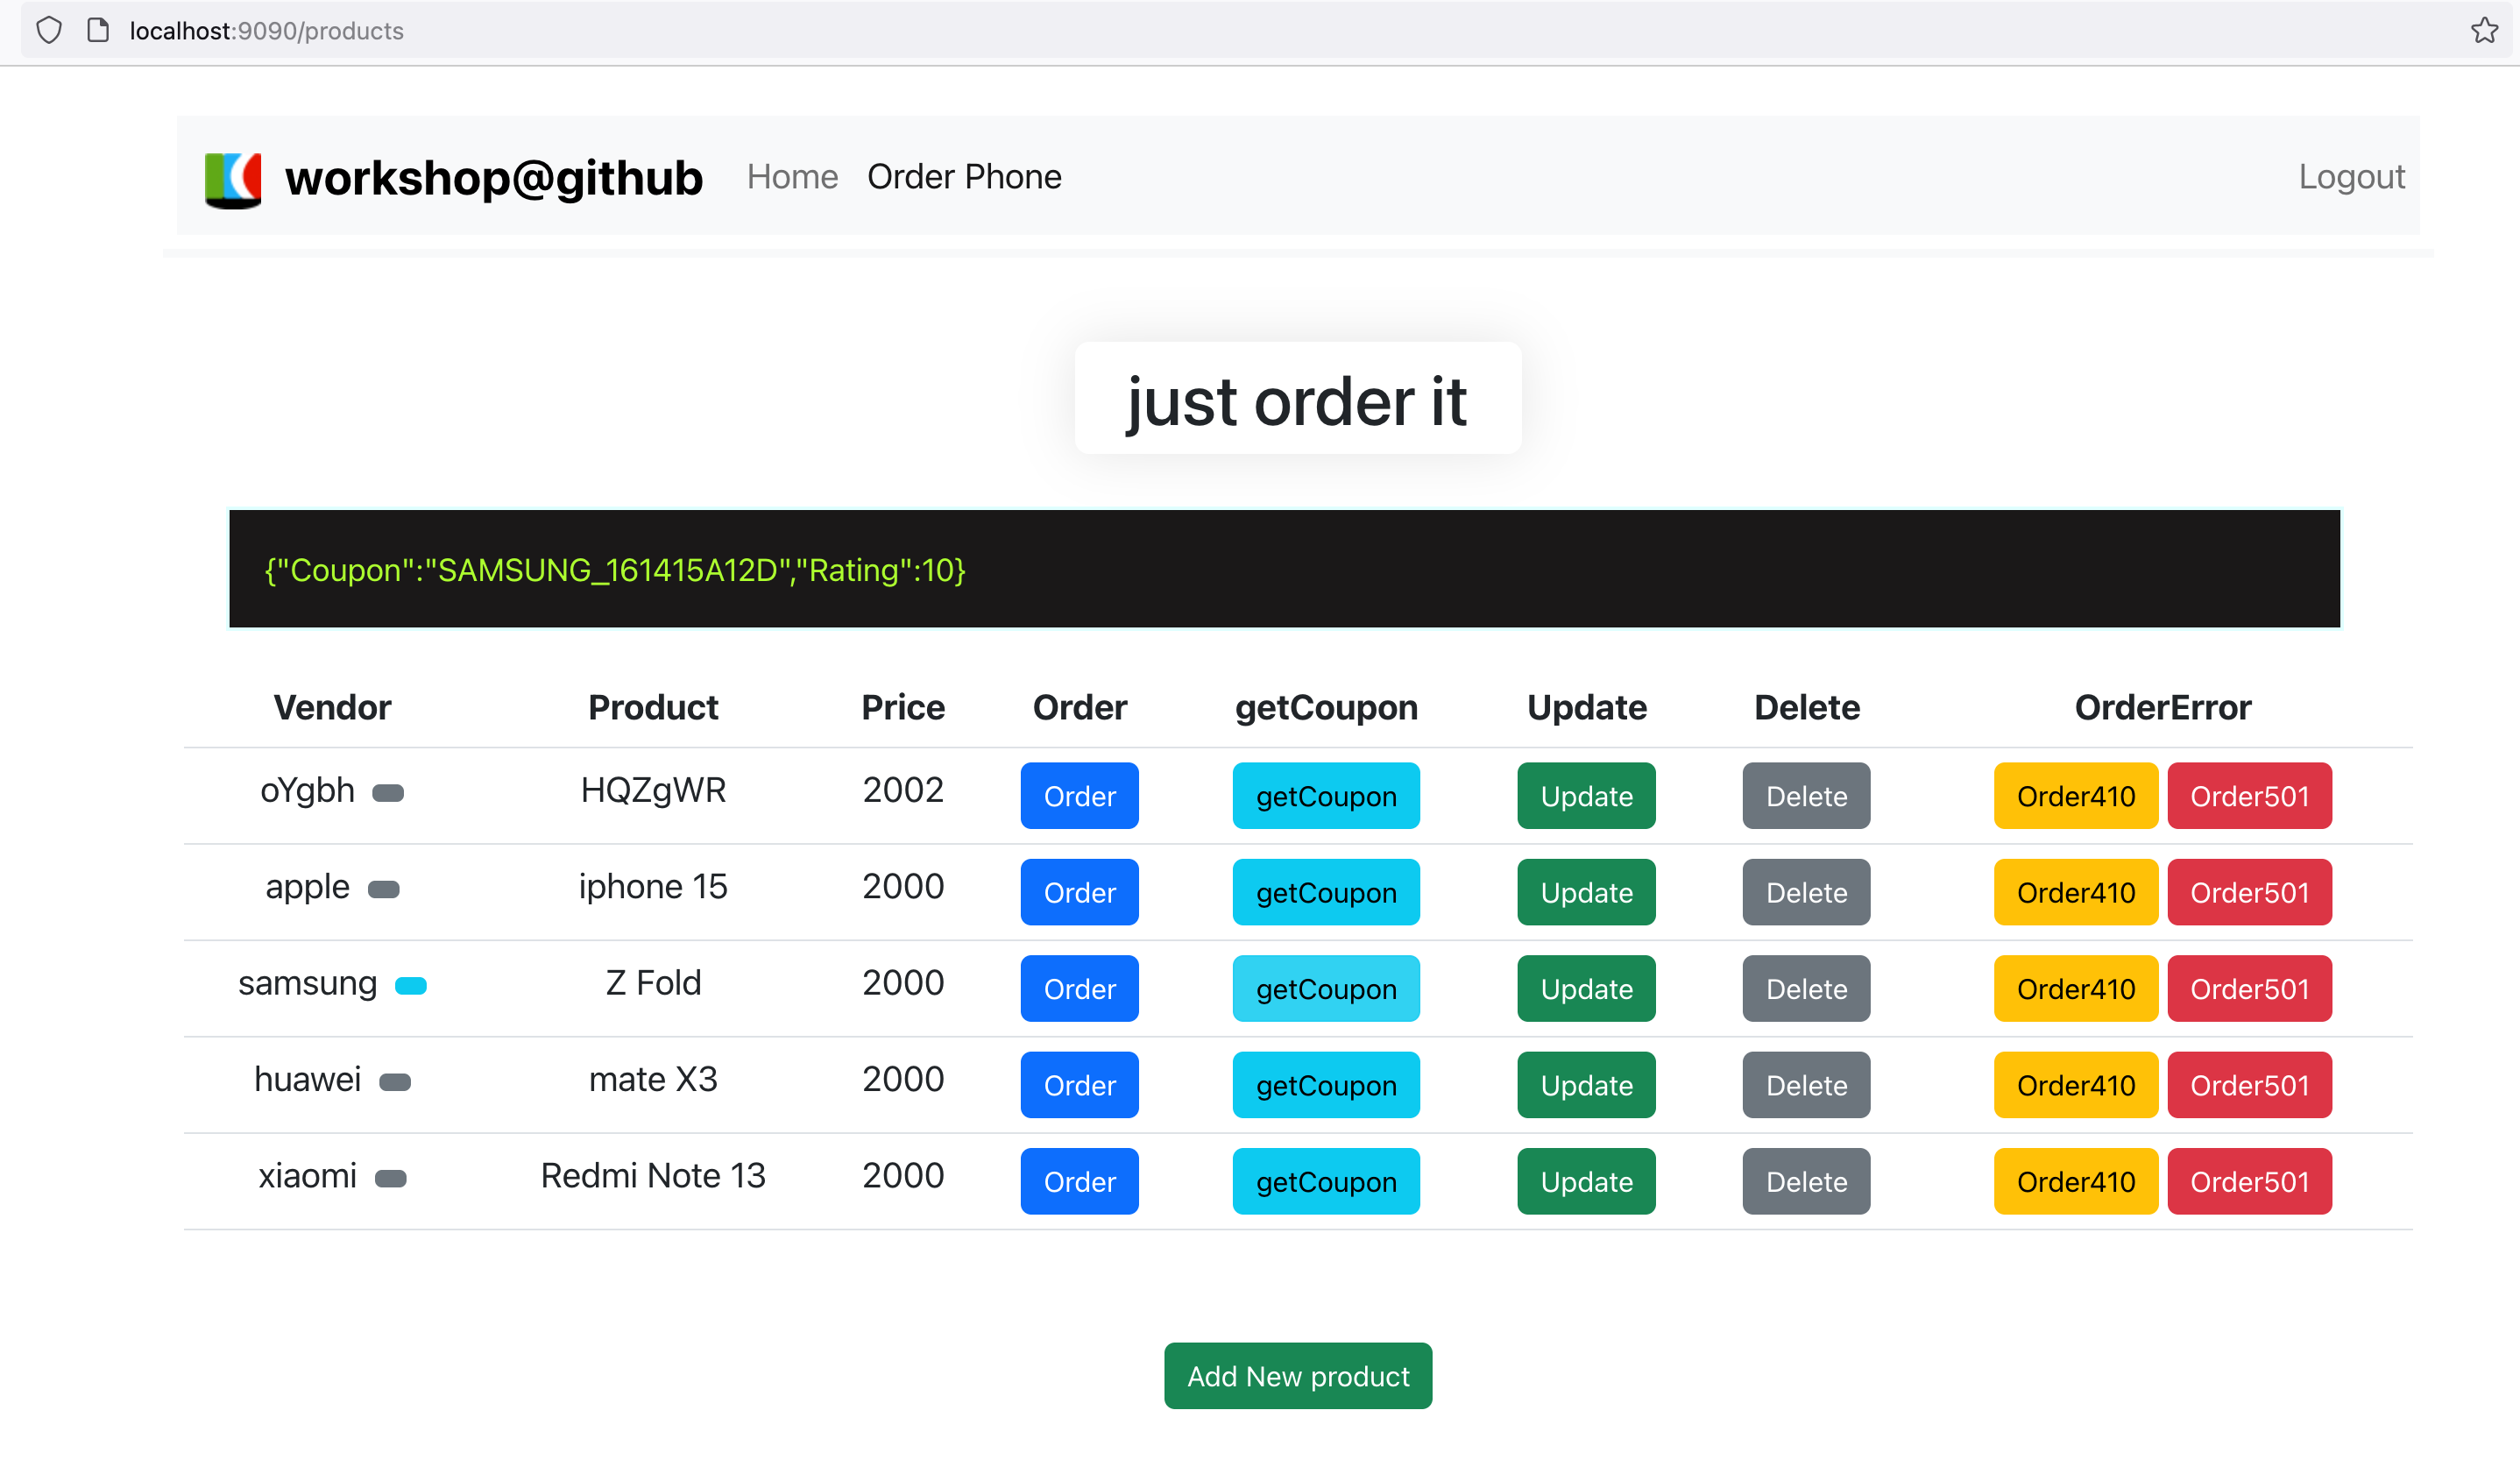 localhost:9090/products
workshop@github Home Order Phone Logout
just order it
{"Coupon":"SAMSUNG_161415A12D","Rating":10}
Vendor Product Price Order getCoupon Update Delete OrderError
oYgbh HQZgWR 2002 Order getCoupon Update Delete Order410 Order501
apple iphone 15 2000 Order getCoupon Update Delete Order410 Order501
samsung Z Fold 2000 Order getCoupon Update Delete Order410 Order501
huawei mate X3 2000 Order getCoupon Update Delete Order410 Order501
xiaomi Redmi Note 13 2000 Order getCoupon Update Delete Order410 Order501
Add New product